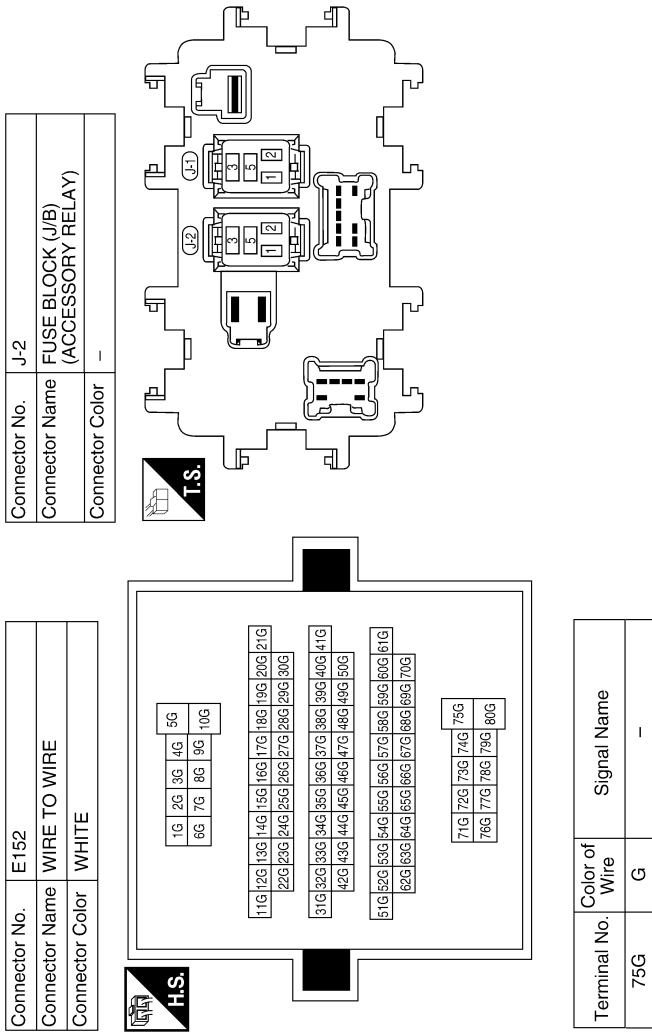 Connector No. E152
Connector Name WIRE TO WIRE
Connector Color WHITE
H.S.
1G 2G 3G 4G 5G
6G 7G 8G 9G 10G
11G 12G 13G 14G 15G 16G 17G 18G 19G 20G 21G
22G 23G 24G 25G 26G 27G 28G 29G 30G
31G 32G 33G 34G 35G 36G 37G 38G 39G 40G 41G
42G 43G 44G 45G 46G 47G 48G 49G 50G
51G 52G 53G 54G 55G 56G 57G 58G 59G 60G 61G
62G 63G 64G 65G 66G 67G 68G 69G 70G
71G 72G 73G 74G 75G
76G 77G 78G 79G 80G
Terminal No. Color of Wire Signal Name
75G G –
Connector No. J-2
Connector Name FUSE BLOCK (J/B)
(ACCESSORY RELAY)
Connector Color –
T.S.
J-2 J-1
3 3
5 5
1 2 1 2